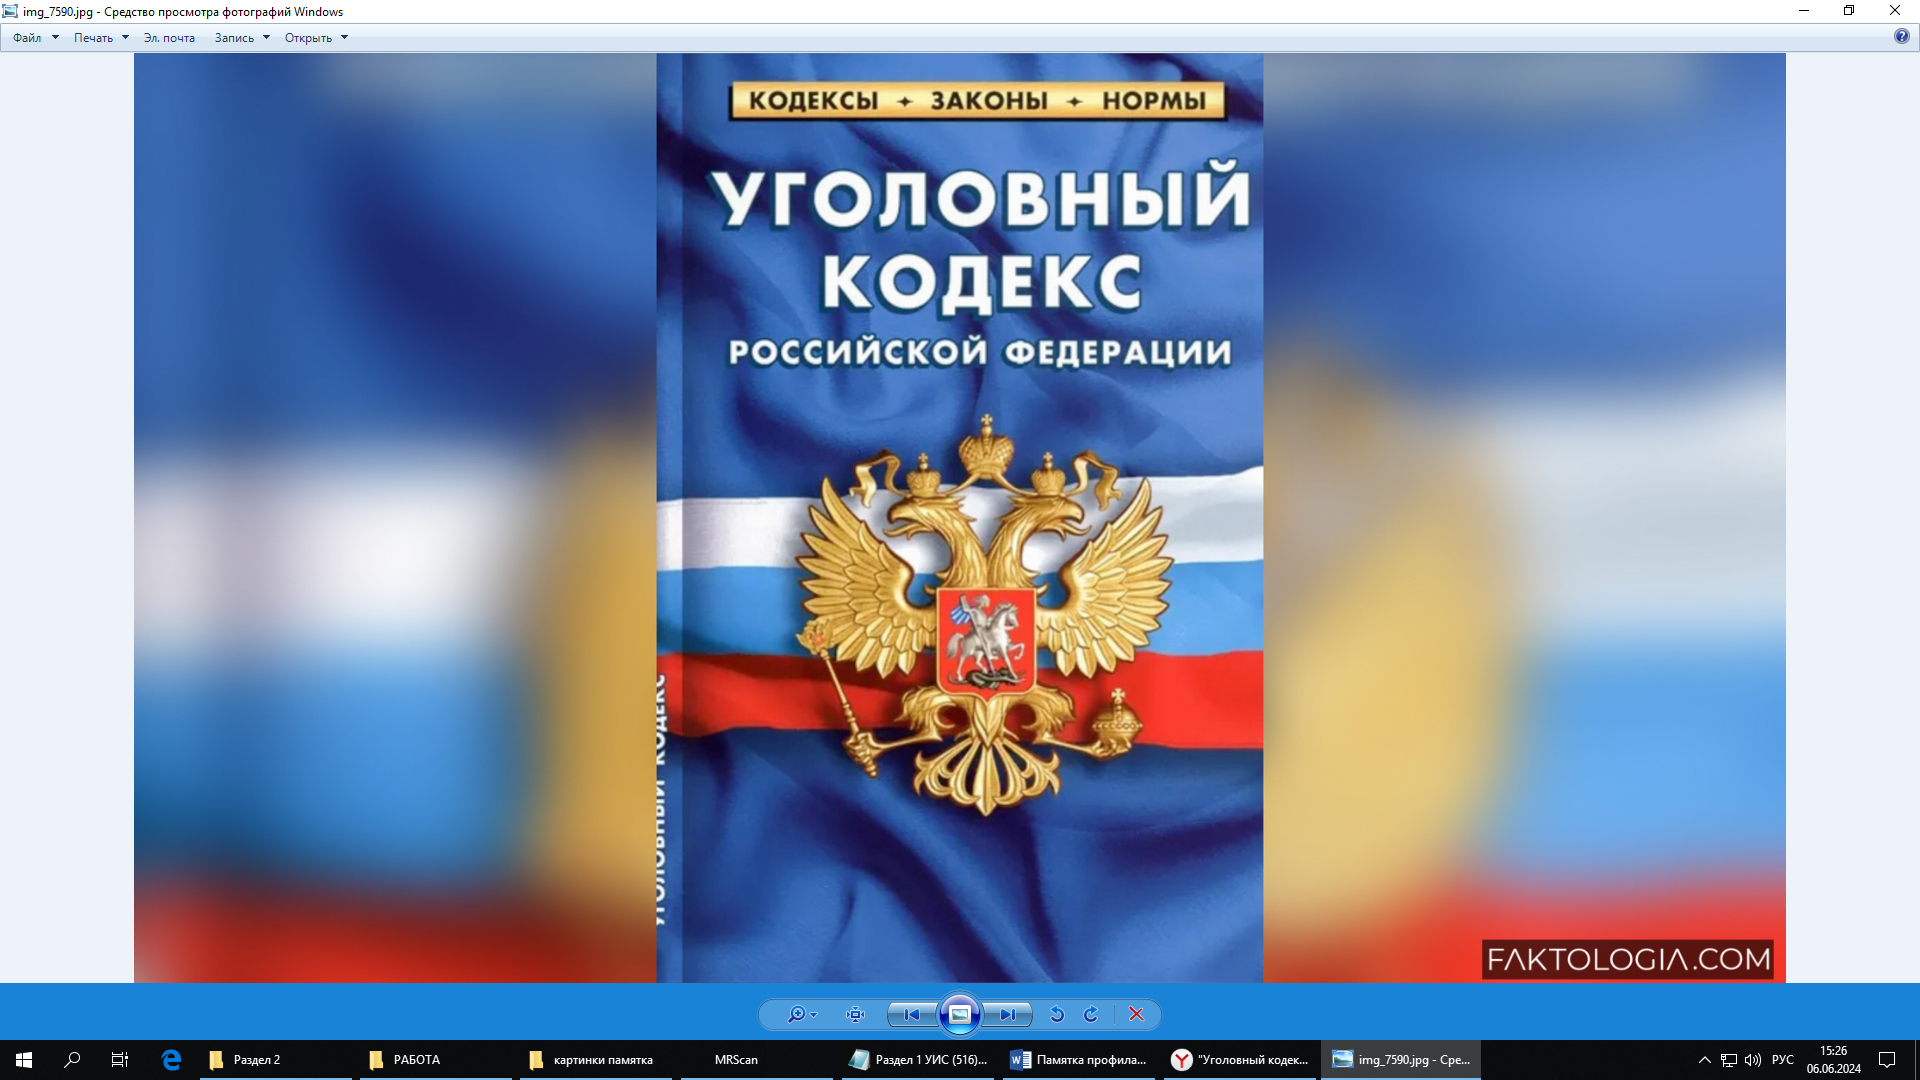 img_7590.jpg - Средство просмотра фотографий Windows
Файл Печать Эл. почта Запись Открыть
КОДЕКСЫ ✦ ЗАКОНЫ ✦ НОРМЫ
УГОЛОВНЫЙ
КОДЕКС
РОССИЙСКОЙ ФЕДЕРАЦИИ
УГОЛОВНЫЙ КОДЕКС
FAKTOLOGIA.COM
Раздел 2 РАБОТА картинки памятка MRScan Раздел 1 УИС (516)... Памятка профила... "Уголовный кодек... img_7590.jpg - Сре... РУС
15:26
06.06.2024